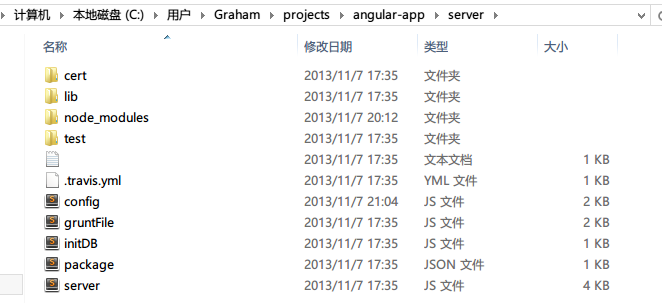 计算机 ▸ 本地磁盘 (C:) ▸ 用户 ▸ Graham ▸ projects ▸ angular-app ▸ server ▸
名称 修改日期 类型 大小
cert 2013/11/7 17:35 文件夹
lib 2013/11/7 17:35 文件夹
node_modules 2013/11/7 20:12 文件夹
test 2013/11/7 17:35 文件夹
2013/11/7 17:35 文本文档 1 KB
.travis.yml 2013/11/7 17:35 YML 文件 1 KB
config 2013/11/7 21:04 JS 文件 2 KB
gruntFile 2013/11/7 17:35 JS 文件 2 KB
initDB 2013/11/7 17:35 JS 文件 1 KB
package 2013/11/7 17:35 JSON 文件 1 KB
server 2013/11/7 17:35 JS 文件 4 KB